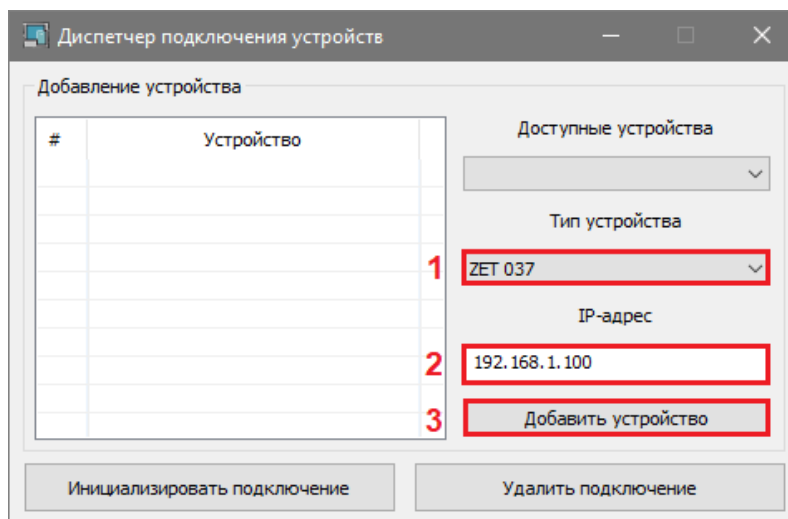 Диспетчер подключения устройств
Добавление устройства
# Устройство
Доступные устройства
Тип устройства
1 ZET 037
IP-адрес
2 192.168.1.100
3 Добавить устройство
Инициализировать подключение Удалить подключение